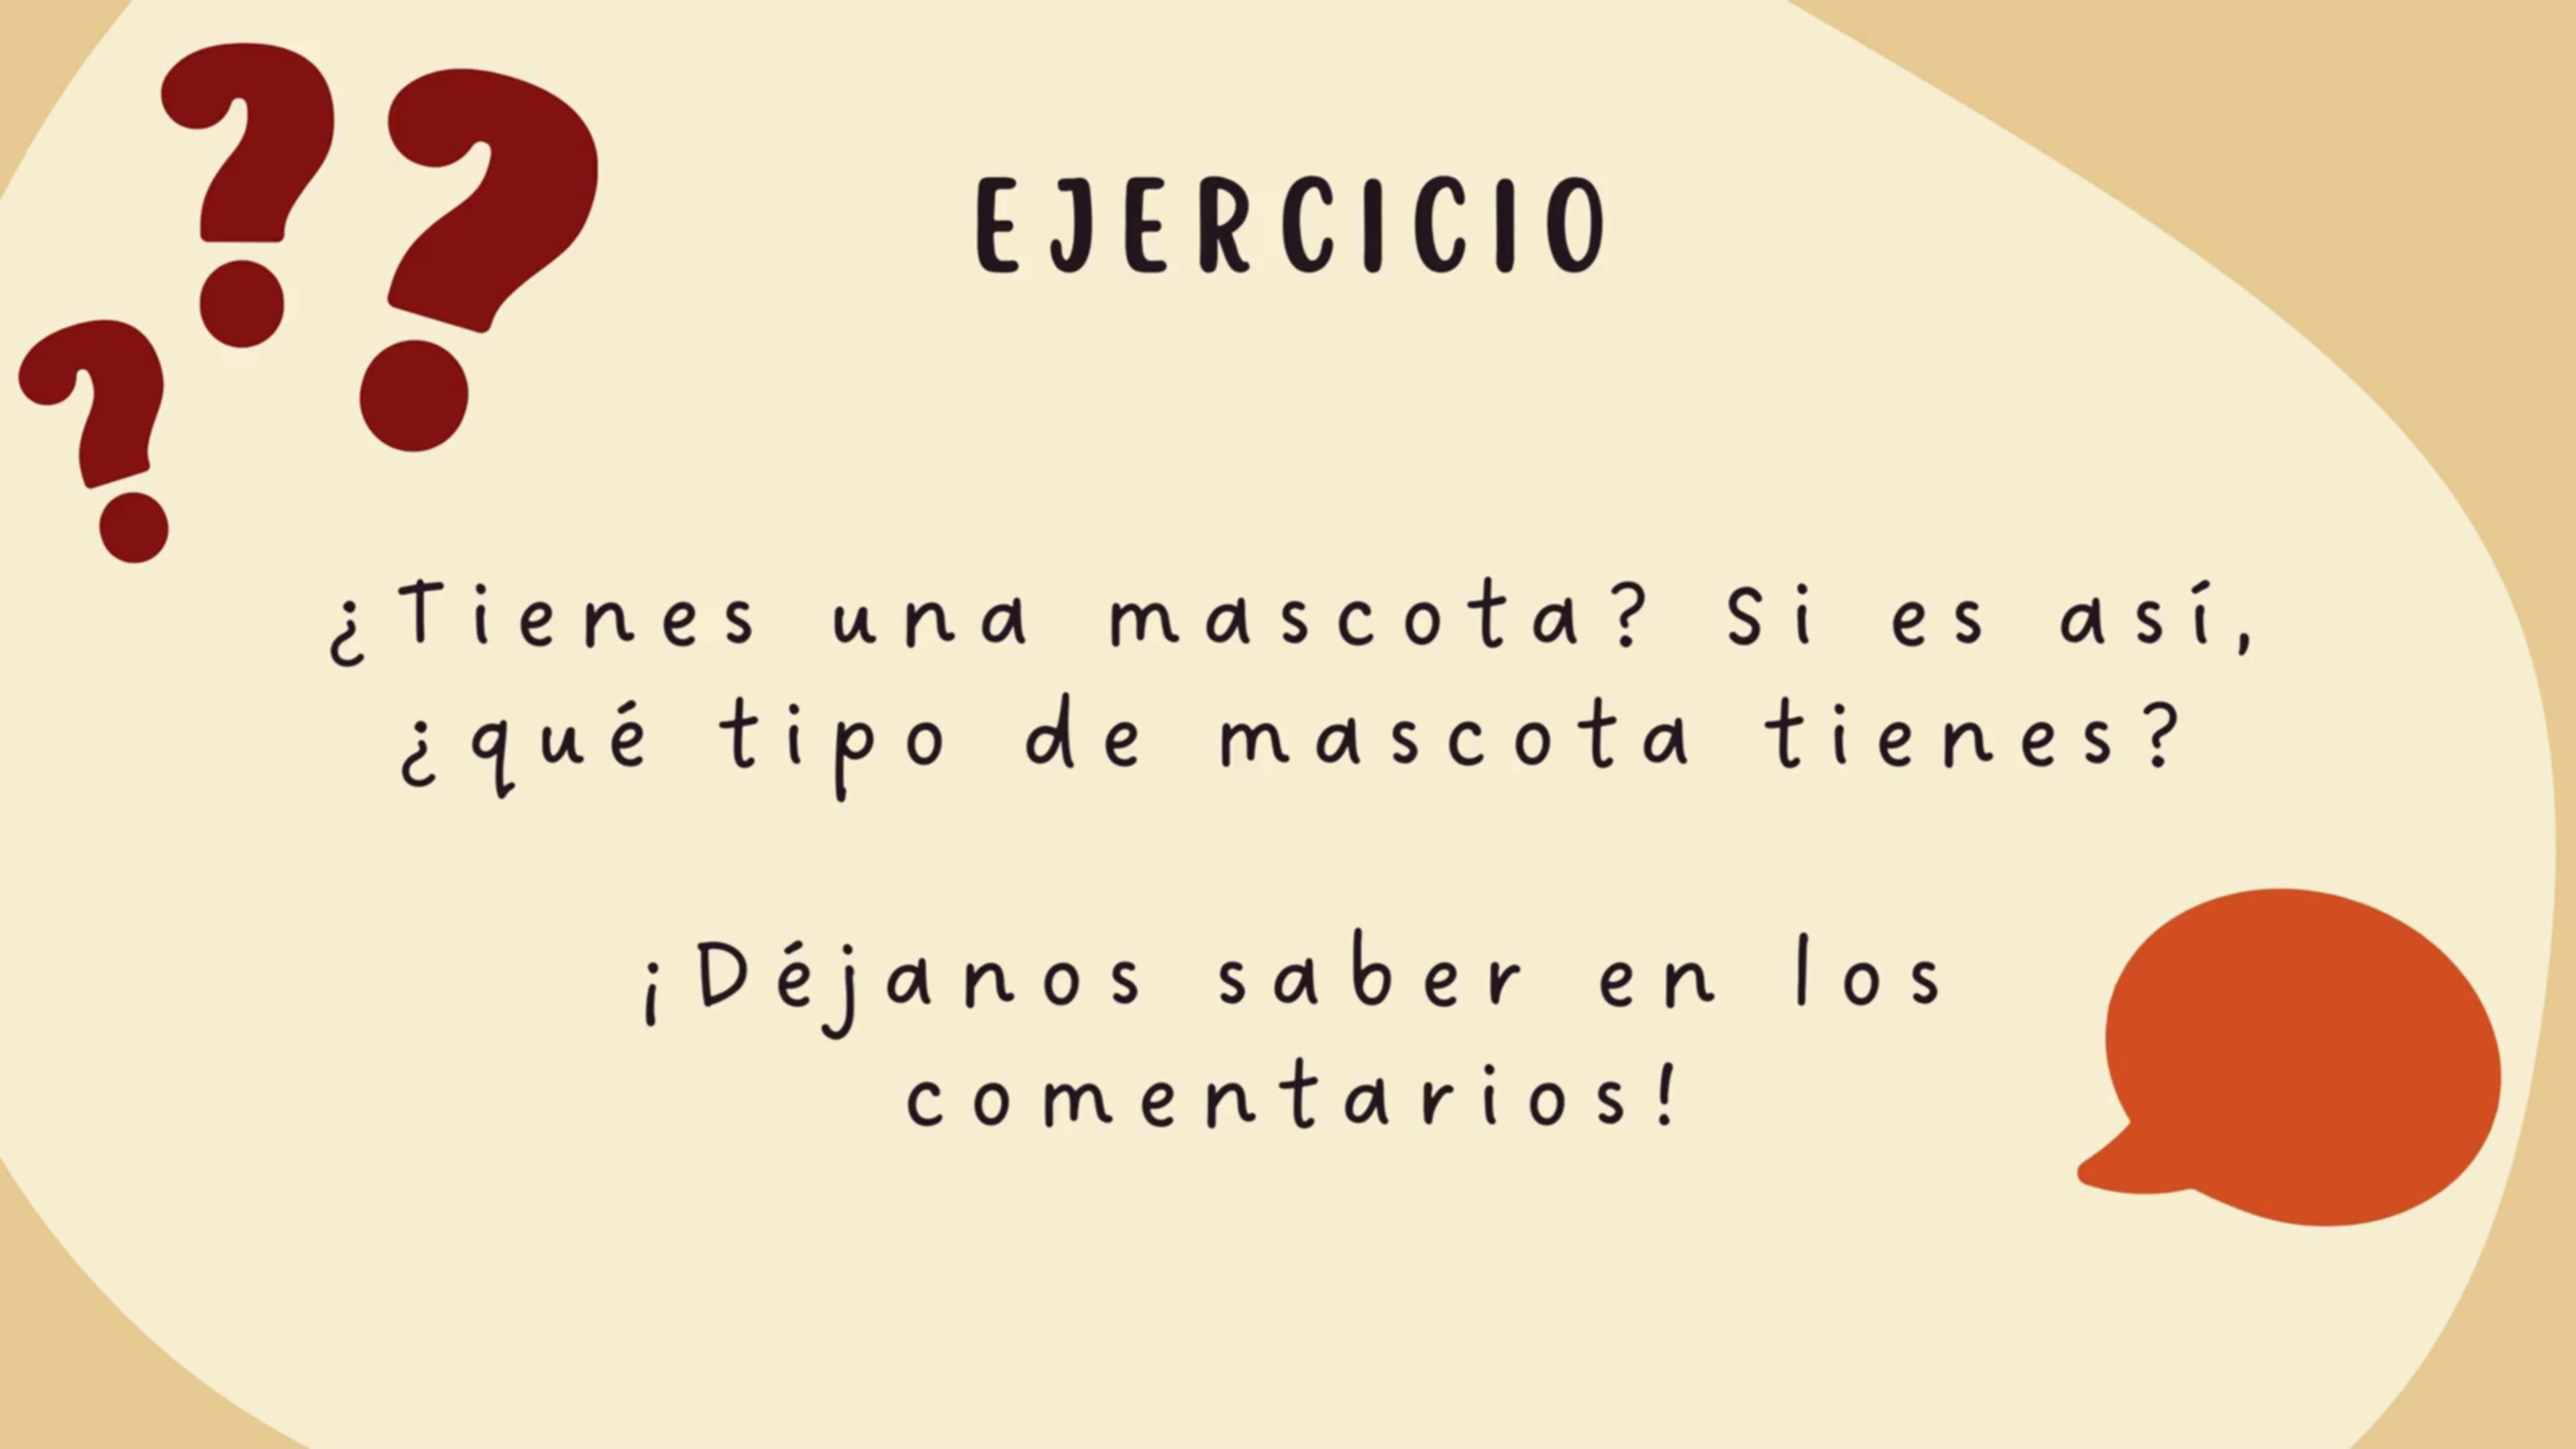 EJERCICIO
¿Tienes una mascota? Si es así,
¿qué tipo de mascota tienes?
¡Déjanos saber en los
comentarios!